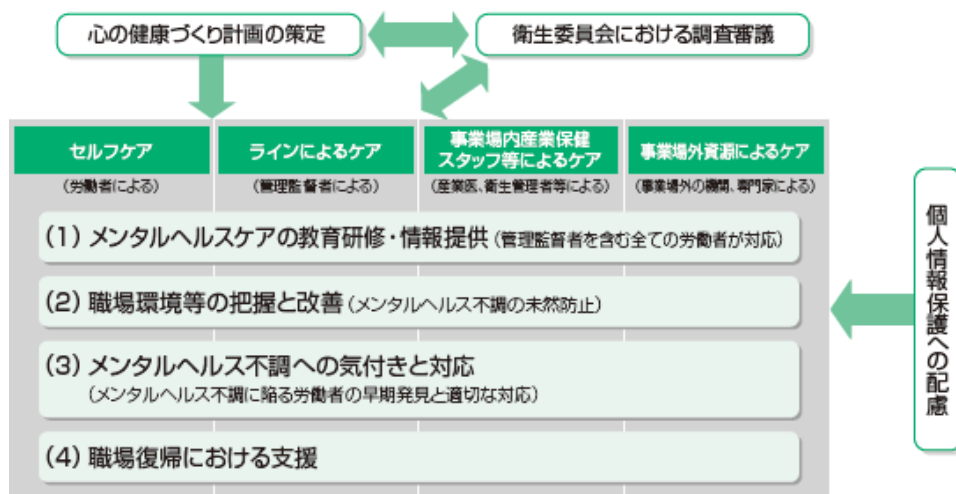 心の健康づくり計画の策定
衛生委員会における調査審議
セルフケア
(労働者による)
ラインによるケア
(管理監督者による)
事業場内産業保健
スタッフ等によるケア
(産業医、衛生管理者等による)
事業場外資源によるケア
(事業場外の機関、専門家による)
(1) メンタルヘルスケアの教育研修・情報提供 (管理監督者を含む全ての労働者が対応)
(2) 職場環境等の把握と改善 (メンタルヘルス不調の未然防止)
(3) メンタルヘルス不調への気付きと対応
(メンタルヘルス不調に陥る労働者の早期発見と適切な対応)
(4) 職場復帰における支援
個人情報保護への配慮